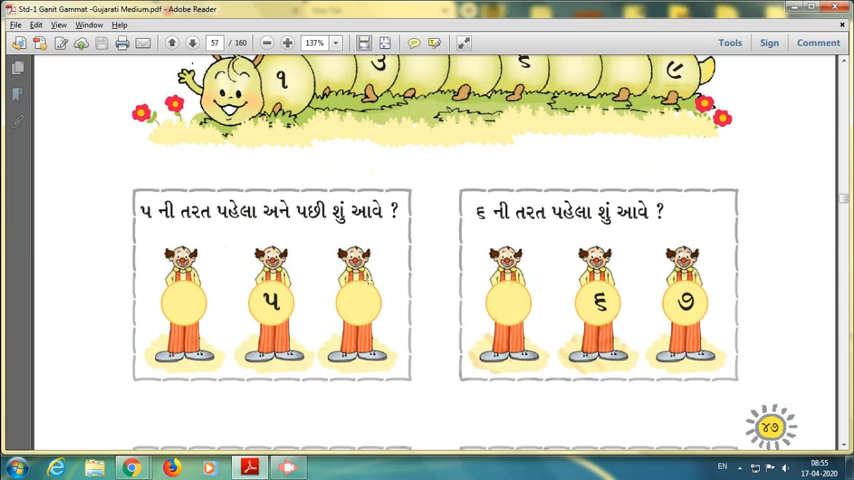 Std-1 Ganit Gammat -Gujarati Medium.pdf - Adobe Reader
File Edit View Window Help
57 / 160 137% Tools Sign Comment
૧ ૩ ૬ ૯
૫ ની તરત પહેલા અને પછી શું આવે ?
૫
૬ ની તરત પહેલા શું આવે ?
૬ ૭
૪૭
EN 08:55
17-04-2020